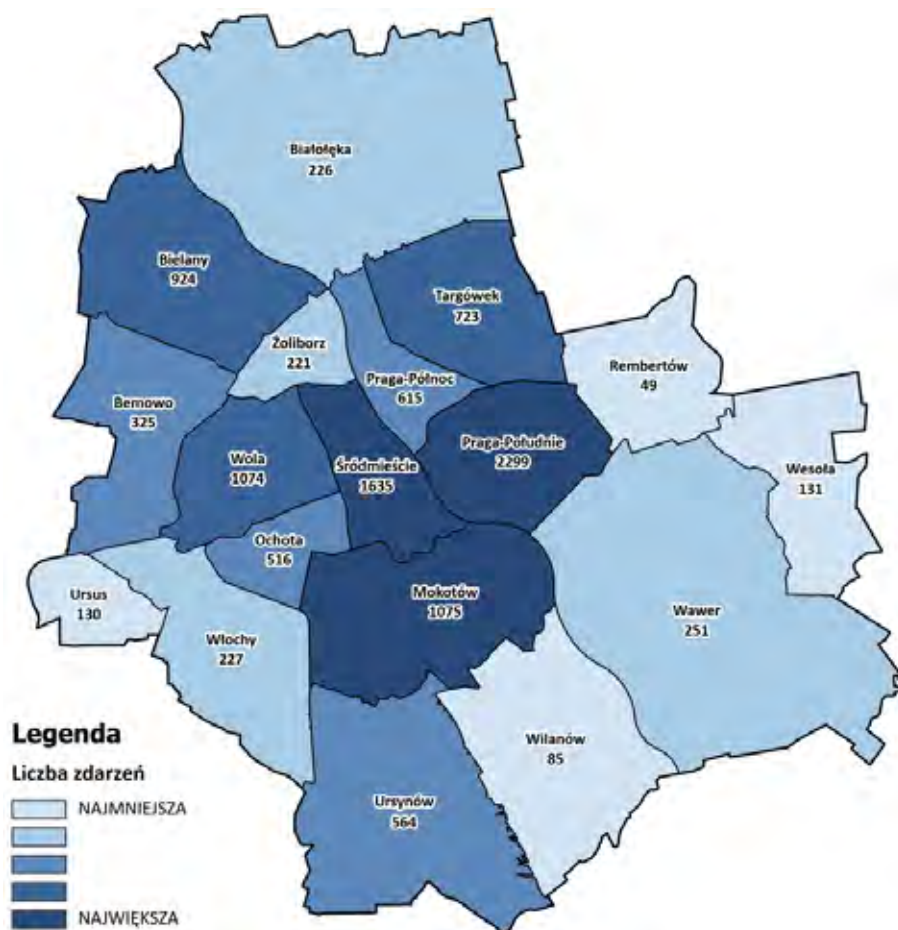 Białołęka
226
Bielany
924
Targówek
723
Żoliborz
221
Rembertów
49
Praga-Północ
615
Bemowo
325
Praga-Południe
2299
Wola
1074
Śródmieście
1635
Wesoła
131
Ochota
516
Ursus
130
Mokotów
1075
Wawer
251
Włochy
227
Wilanów
85
Ursynów
564
Legenda
Liczba zdarzeń
NAJMNIEJSZA
NAJWIĘKSZA